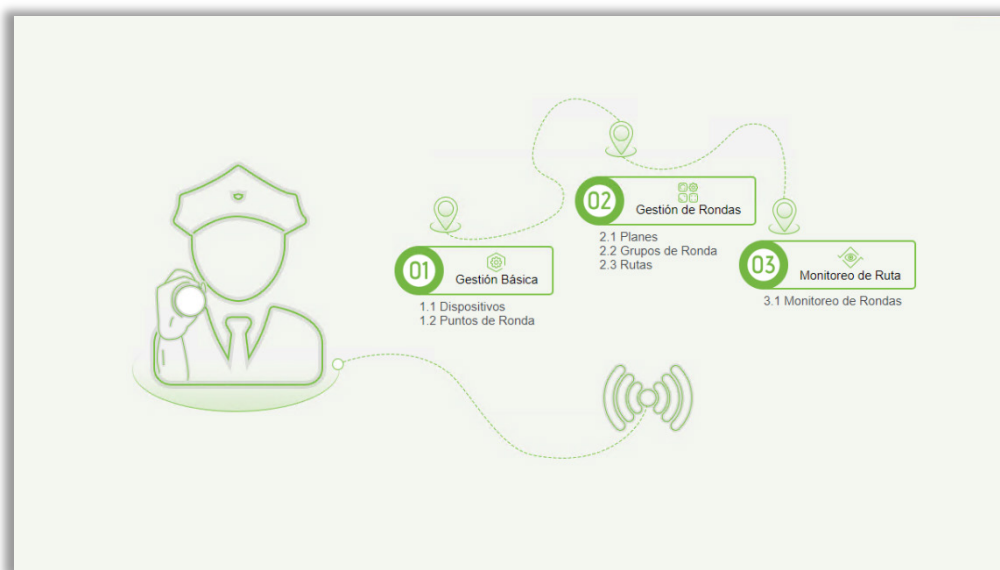 01
Gestión Básica
1.1 Dispositivos
1.2 Puntos de Ronda
02
Gestión de Rondas
2.1 Planes
2.2 Grupos de Ronda
2.3 Rutas
03
Monitoreo de Ruta
3.1 Monitoreo de Rondas